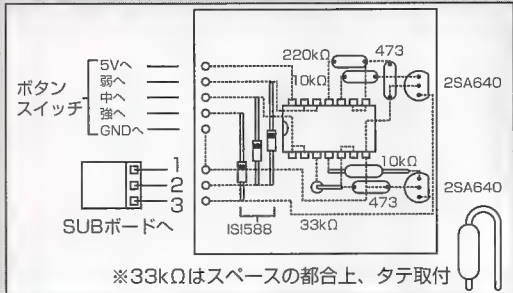 ボタン
スイッチ
5Vへ
弱へ
中へ
強へ
GNDへ
1
2
3
SUBボードへ
220kΩ
473
10kΩ
2SA640
10kΩ
473
2SA640
33kΩ
ISI588
※33kΩはスペースの都合上、タテ取付